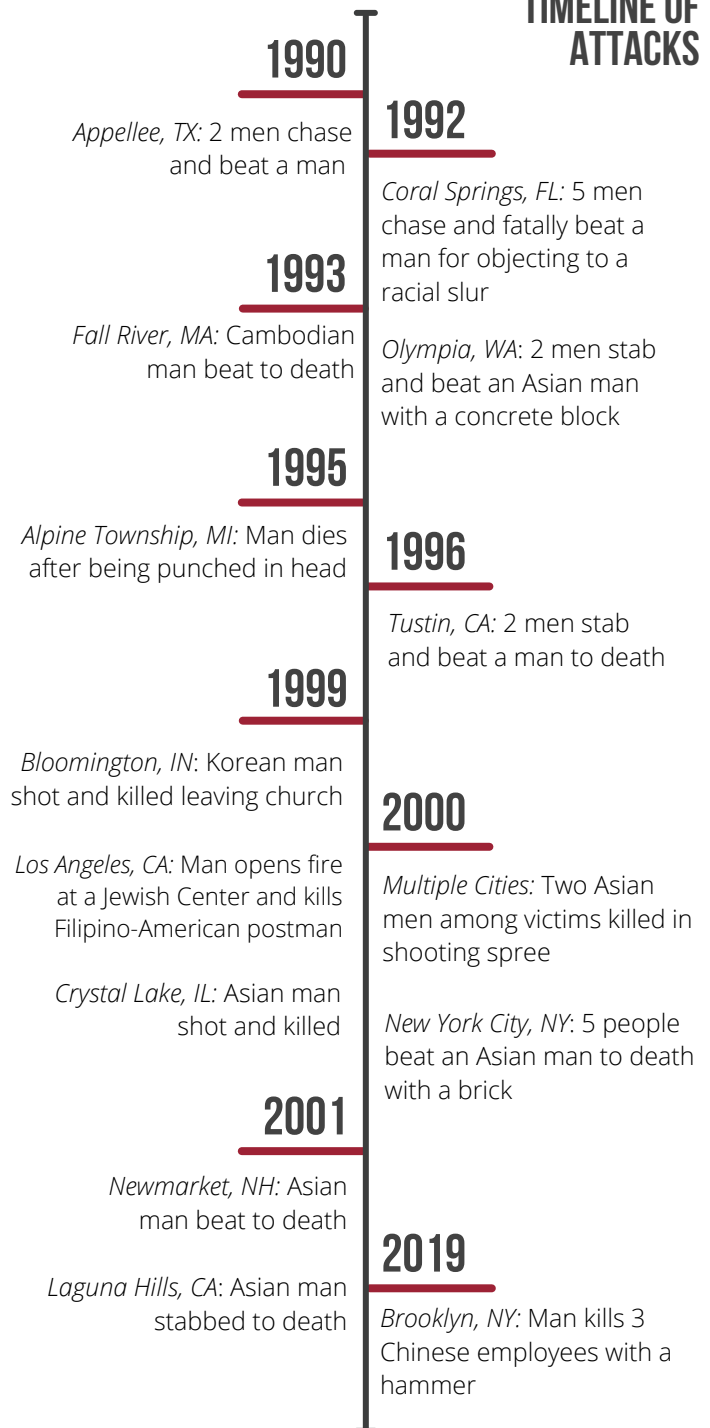 TIMELINE OF
ATTACKS
1990
Appellee, TX: 2 men chase
and beat a man
1992
Coral Springs, FL: 5 men
chase and fatally beat a
man for objecting to a
racial slur
Olympia, WA: 2 men stab
and beat an Asian man
with a concrete block
1993
Fall River, MA: Cambodian
man beat to death
1995
Alpine Township, MI: Man dies
after being punched in head
1996
Tustin, CA: 2 men stab
and beat a man to death
1999
Bloomington, IN: Korean man
shot and killed leaving church
Los Angeles, CA: Man opens fire
at a Jewish Center and kills
Filipino-American postman
Crystal Lake, IL: Asian man
shot and killed
2000
Multiple Cities: Two Asian
men among victims killed in
shooting spree
New York City, NY: 5 people
beat an Asian man to death
with a brick
2001
Newmarket, NH: Asian
man beat to death
Laguna Hills, CA: Asian man
stabbed to death
2019
Brooklyn, NY: Man kills 3
Chinese employees with a
hammer